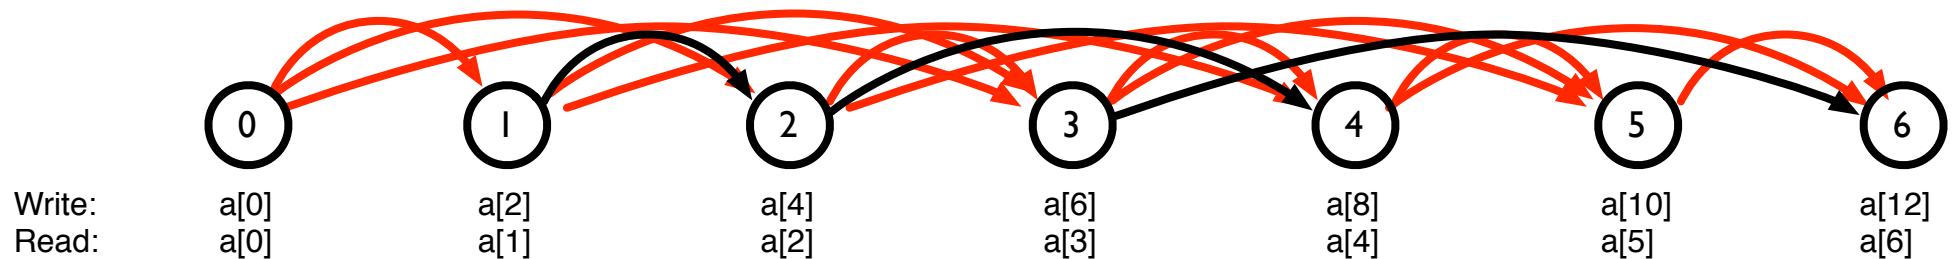 0 1 2 3 4 5 6
Write: a[0] a[2] a[4] a[6] a[8] a[10] a[12]
Read: a[0] a[1] a[2] a[3] a[4] a[5] a[6]